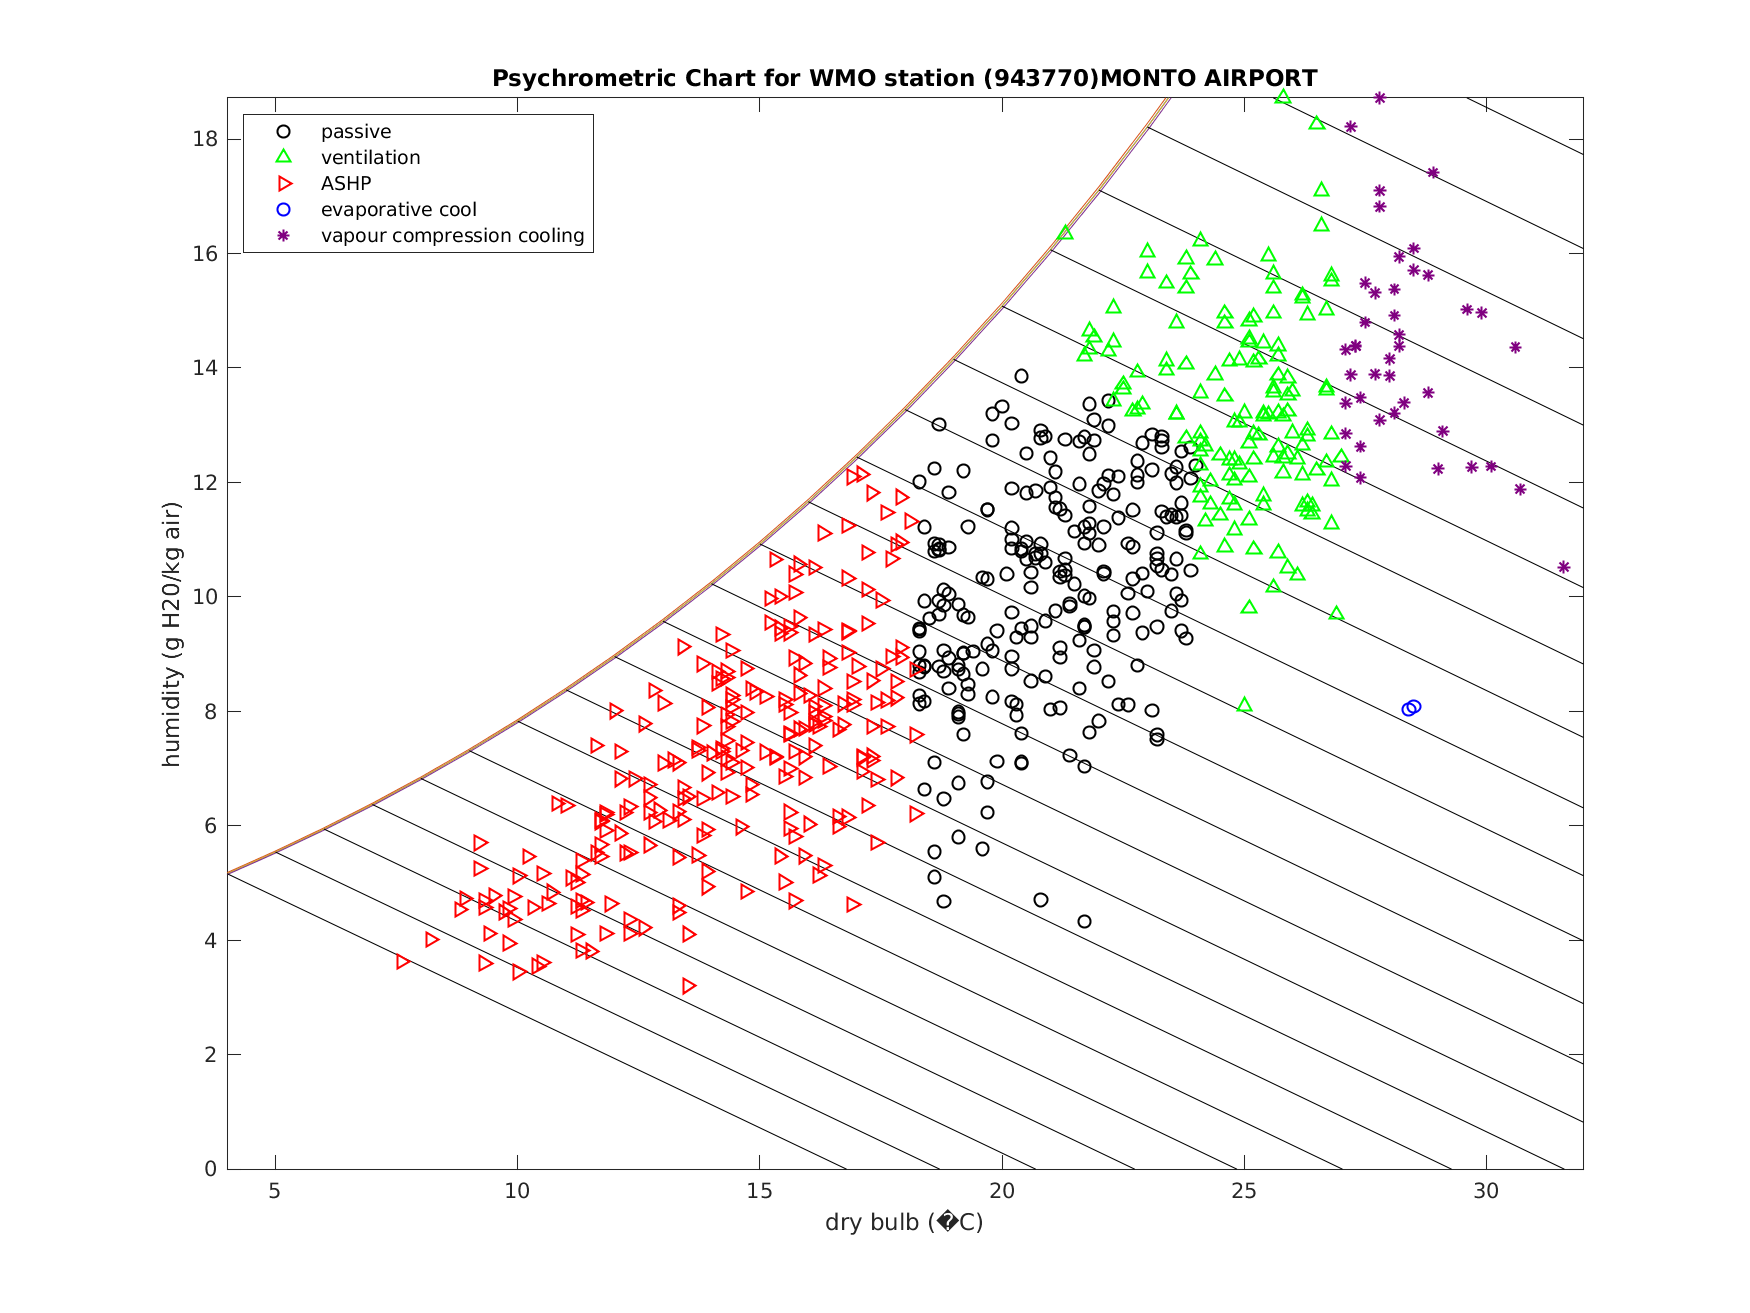 Psychrometric Chart for WMO station (943770)MONTO AIRPORT
passive
ventilation
ASHP
evaporative cool
vapour compression cooling
humidity (g H20/kg air)
18
16
14
12
10
8
6
4
2
0
5 10 15 20 25 30
dry bulb (�C)